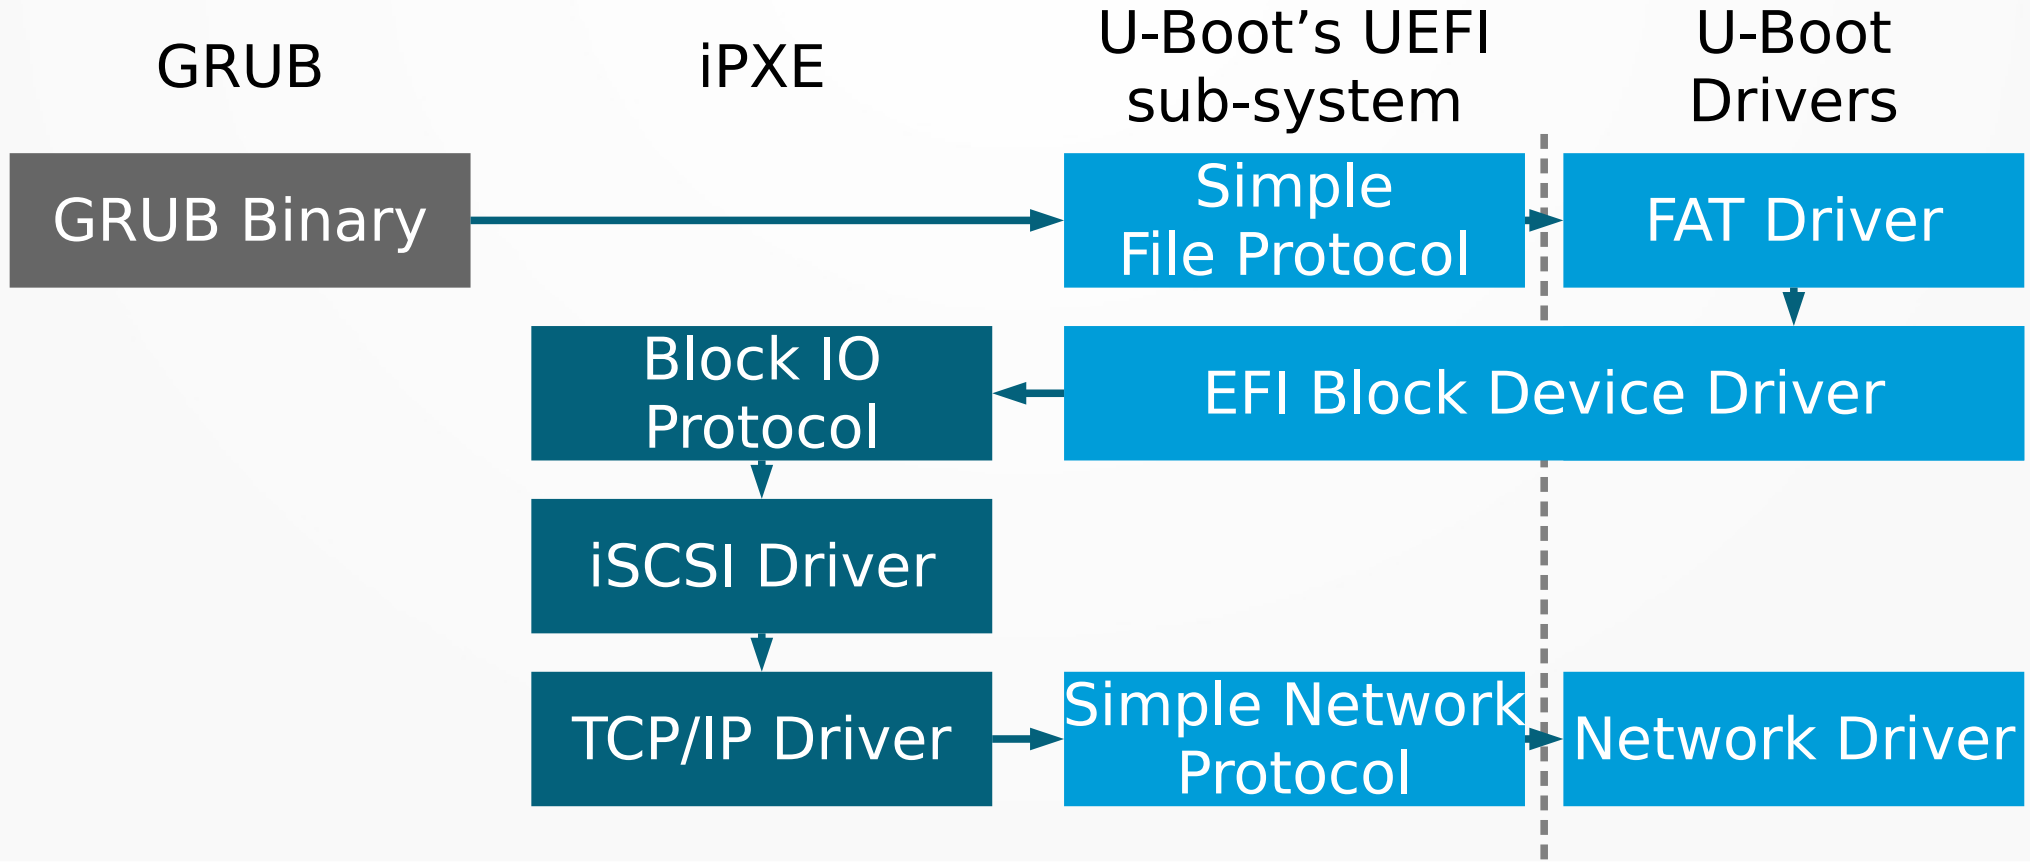 GRUB
iPXE
U-Boot’s UEFI
sub-system
U-Boot
Drivers
GRUB Binary
Simple
File Protocol
FAT Driver
Block IO
Protocol
EFI Block Device Driver
iSCSI Driver
TCP/IP Driver
Simple Network
Protocol
Network Driver